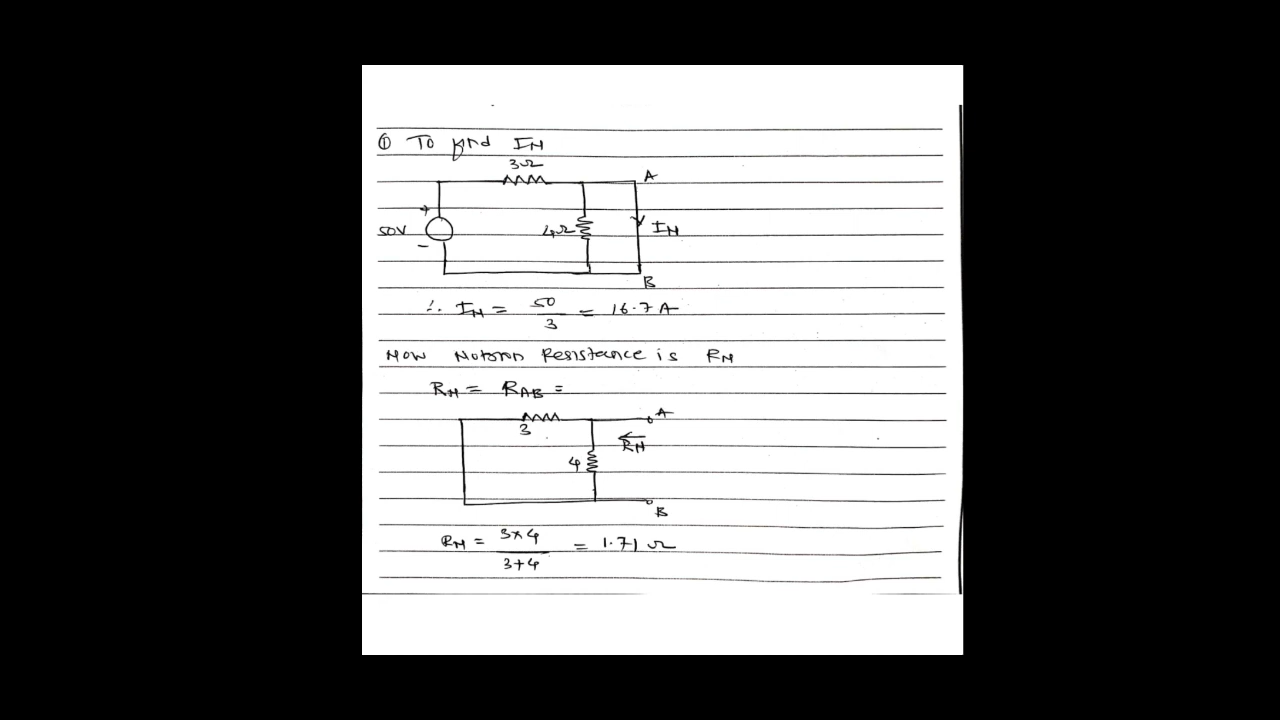 ① To find IN
3Ω
A
+
50V 4Ω IN
-
B
∴ IN = 50/3 = 16.7 A
Now Notoron Resistance is RN
RN = RAB =
A
3
RN
4
B
RN = 3×4/3+4 = 1.71 Ω